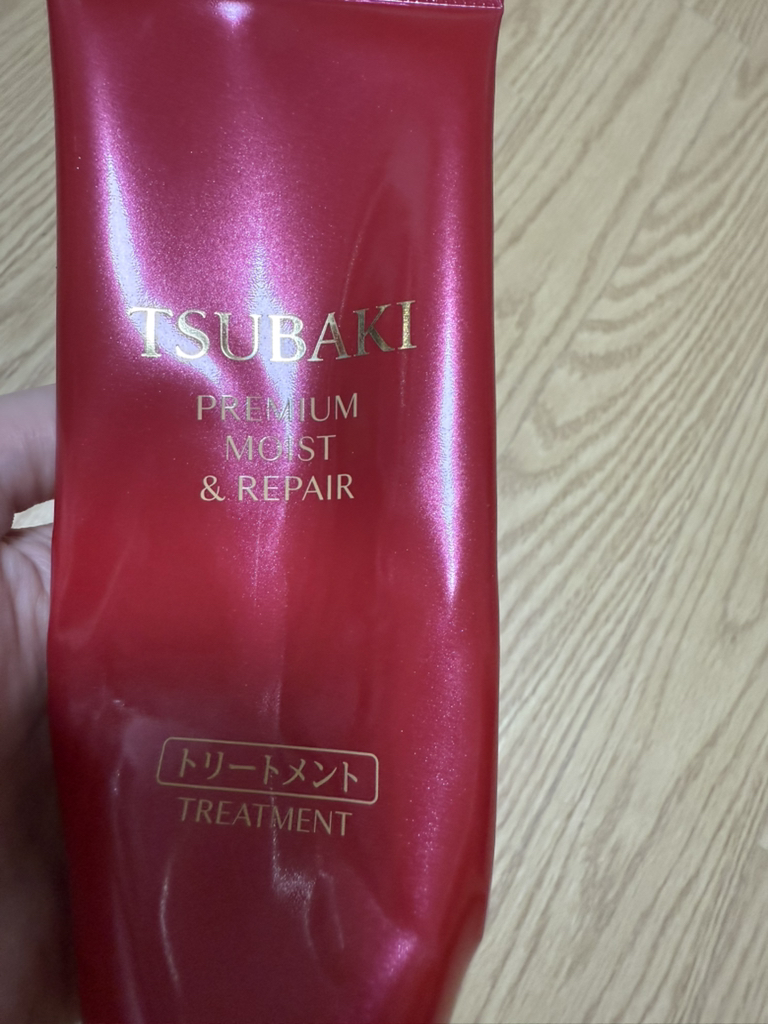 TSUBAKI
PREMIUM
MOIST
& REPAIR
トリートメント
TREATMENT